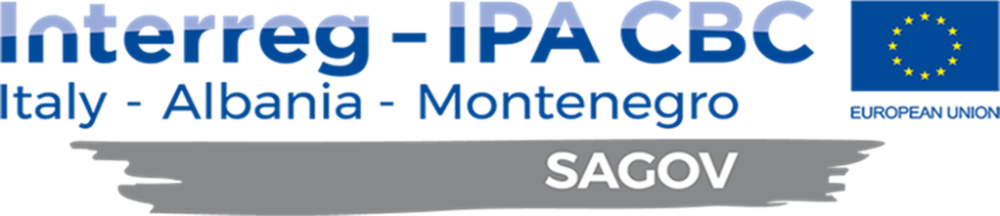 Interreg - IPA CBC
Italy - Albania - Montenegro
EUROPEAN UNION
SAGOV